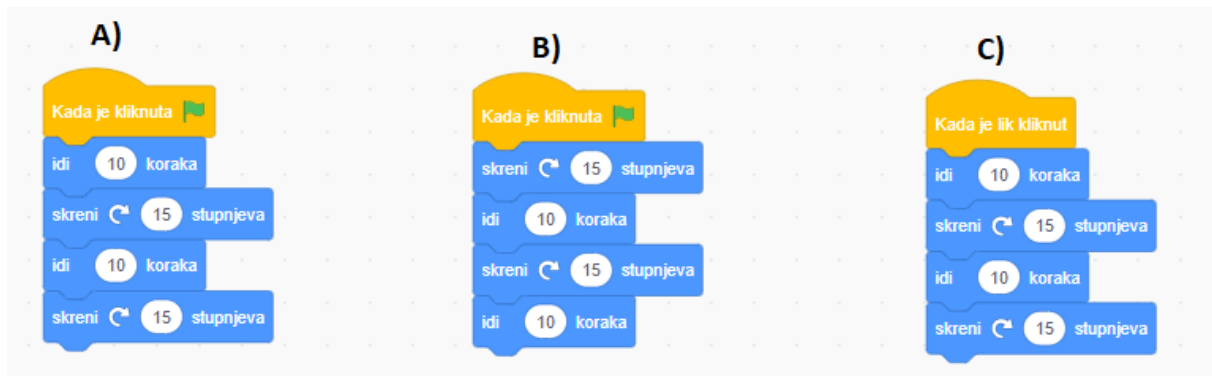 A)
Kada je kliknuta
idi 10 koraka
skreni 15 stupnjeva
idi 10 koraka
skreni 15 stupnjeva
B)
Kada je kliknuta
skreni 15 stupnjeva
idi 10 koraka
skreni 15 stupnjeva
idi 10 koraka
C)
Kada je lik kliknut
idi 10 koraka
skreni 15 stupnjeva
idi 10 koraka
skreni 15 stupnjeva